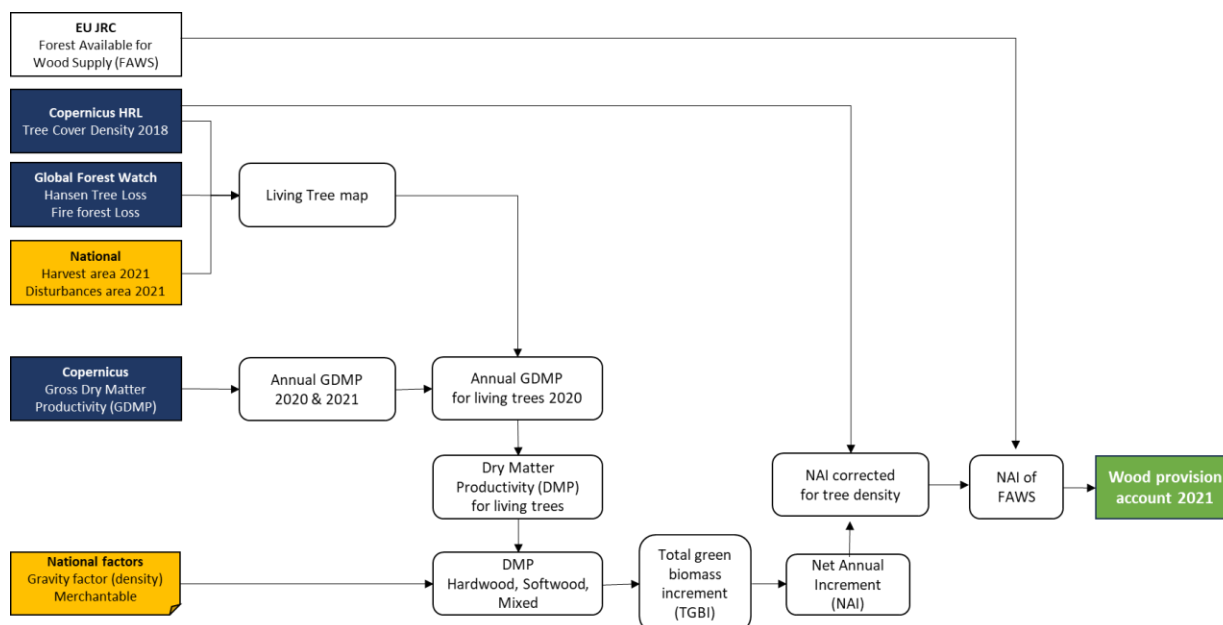 EU JRC
Forest Available for
Wood Supply (FAWS)
Copernicus HRL
Tree Cover Density 2018
Global Forest Watch
Hansen Tree Loss
Fire forest Loss
Living Tree map
National
Harvest area 2021
Disturbances area 2021
Copernicus
Gross Dry Matter
Productivity (GDMP)
Annual GDMP
2020 & 2021
Annual GDMP
for living trees 2020
Dry Matter
Productivity (DMP)
for living trees
NAI corrected
for tree density
NAI of
FAWS
Wood provision
account 2021
National factors
Gravity factor (density)
Merchantable
DMP
Hardwood, Softwood,
Mixed
Total green
biomass
increment
(TGBI)
Net Annual
Increment
(NAI)